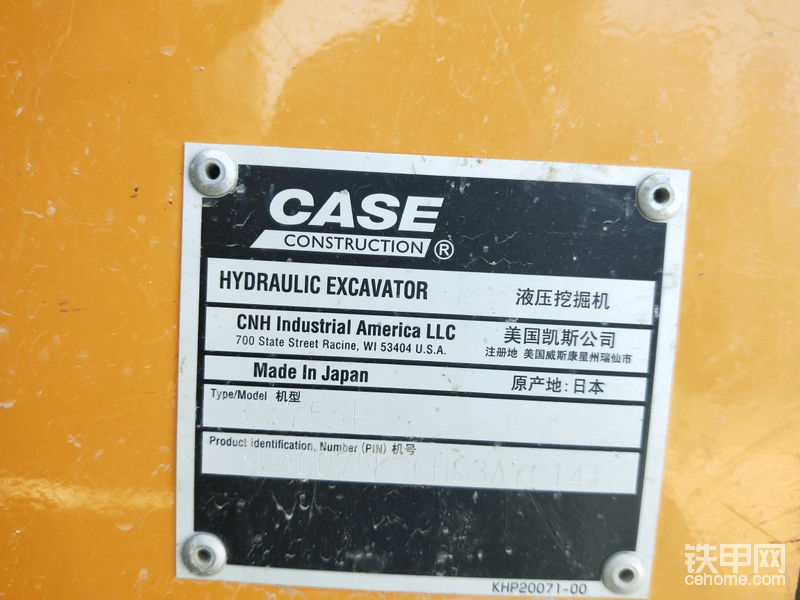 CASE
CONSTRUCTION ®
HYDRAULIC EXCAVATOR 液压挖掘机
CNH Industrial America LLC 美国凯斯公司
700 State Street Racine, WI 53404 U.S.A. 注册地 美国威斯康星州瑞仙市
Made In Japan 原产地:日本
Type/Model 机型
Product Identification, Number (PIN) 机号
KHP20071-00
铁甲网
cehome.com